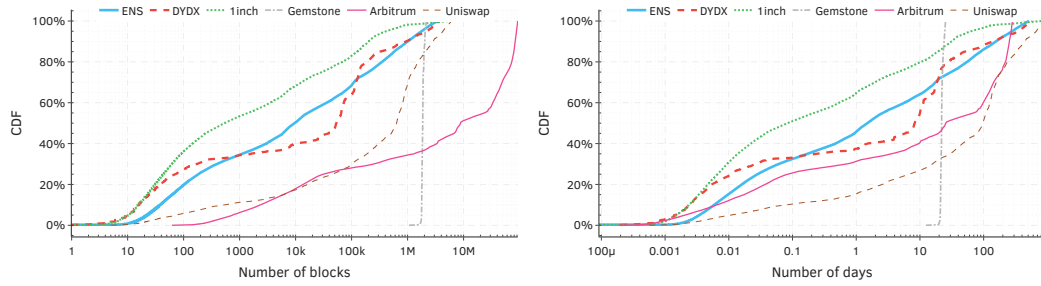 ENS DYDX 1inch Gemstone Arbitrum Uniswap
100%
80%
60%
40%
20%
0%
CDF
1 10 100 1000 10k 100k 1M 10M
Number of blocks
ENS DYDX 1inch Gemstone Arbitrum Uniswap
100%
80%
60%
40%
20%
0%
CDF
100μ 0.001 0.01 0.1 1 10 100
Number of days